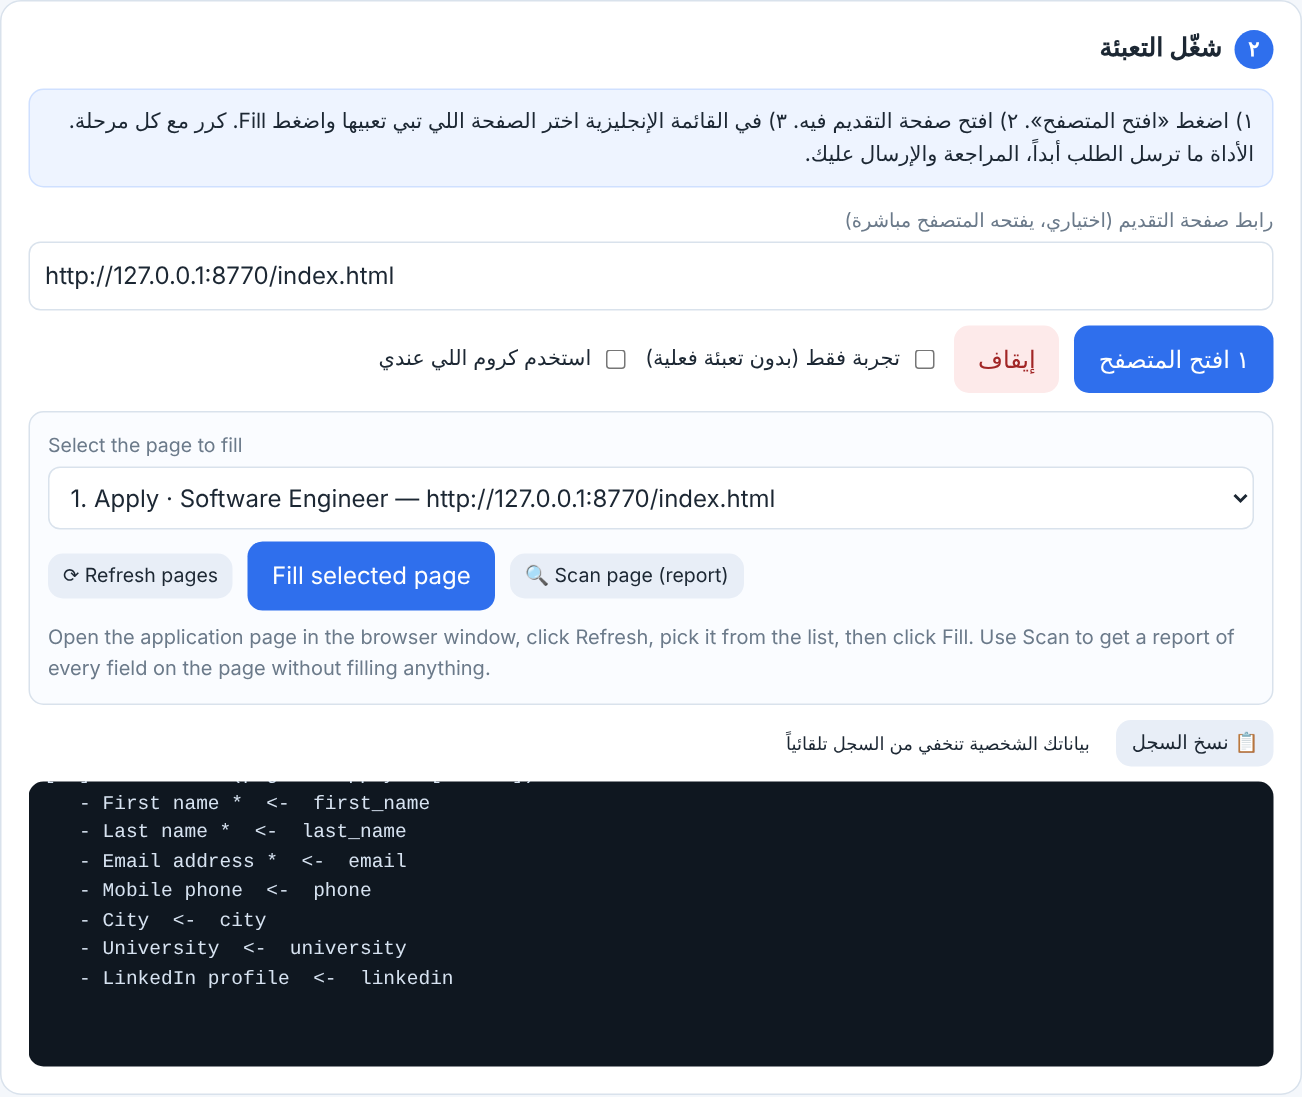 ٢ شغّل التعبئة
١) اضغط «افتح المتصفح». ٢) افتح صفحة التقديم فيه. ٣) في القائمة الإنجليزية اختر الصفحة اللي تبي تعبيها واضغط Fill. كرر مع كل مرحلة.
الأداة ما ترسل الطلب أبداً، المراجعة والإرسال عليك.
رابط صفحة التقديم (اختياري، يفتحه المتصفح مباشرة)
http://127.0.0.1:8770/index.html
١ افتح المتصفح إيقاف تجربة فقط (بدون تعبئة فعلية) استخدم كروم اللي عندي
Select the page to fill
1. Apply · Software Engineer — http://127.0.0.1:8770/index.html
⟳ Refresh pages Fill selected page 🔍 Scan page (report)
Open the application page in the browser window, click Refresh, pick it from the list, then click Fill. Use Scan to get a report of
every field on the page without filling anything.
📋 نسخ السجل بياناتك الشخصية تنخفي من السجل تلقائياً
- First name * <- first_name
- Last name * <- last_name
- Email address * <- email
- Mobile phone <- phone
- City <- city
- University <- university
- LinkedIn profile <- linkedin